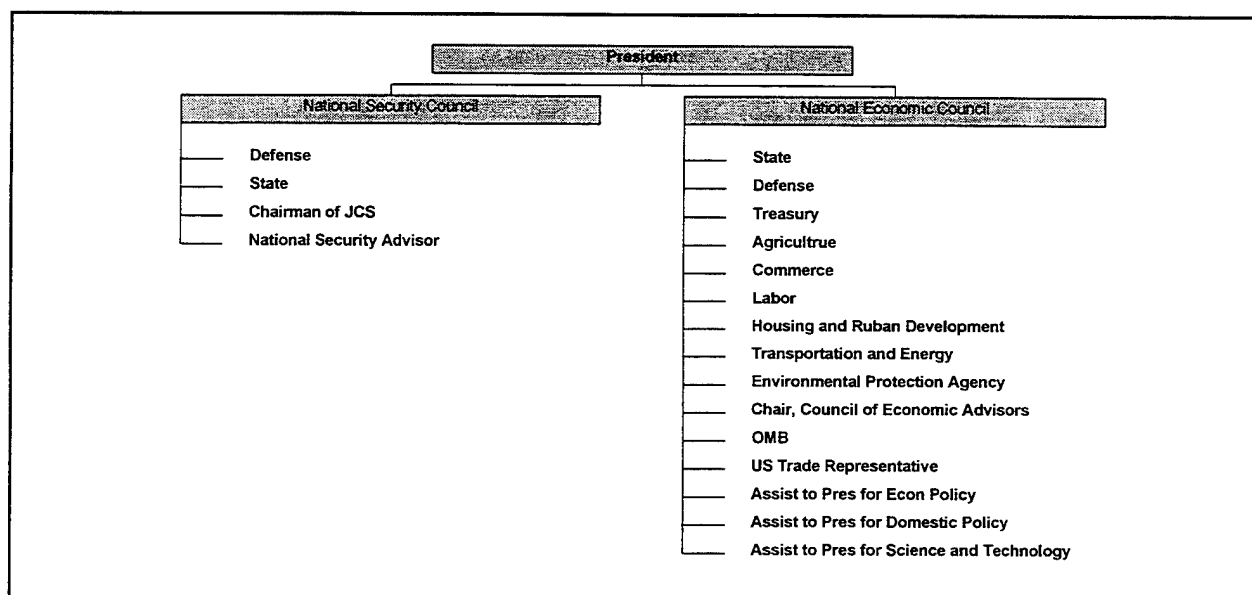 President
National Security Council
National Economic Council
Defense
State
Chairman of JCS
National Security Advisor
State
Defense
Treasury
Agricultrue
Commerce
Labor
Housing and Ruban Development
Transportation and Energy
Environmental Protection Agency
Chair, Council of Economic Advisors
OMB
US Trade Representative
Assist to Pres for Econ Policy
Assist to Pres for Domestic Policy
Assist to Pres for Science and Technology